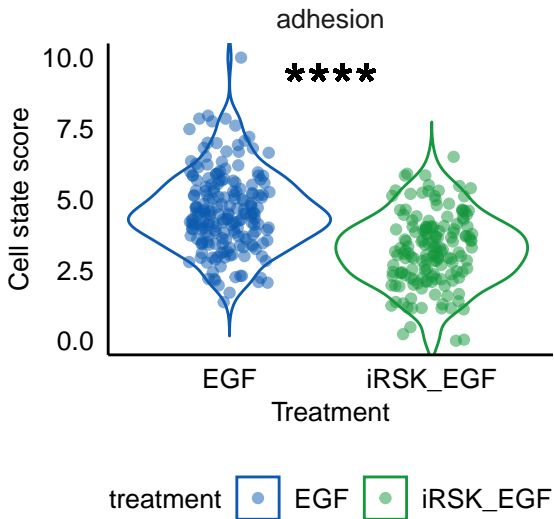 adhesion
****
10.0
7.5
5.0
2.5
0.0
Cell state score
EGF iRSK_EGF
Treatment
treatment EGF iRSK_EGF